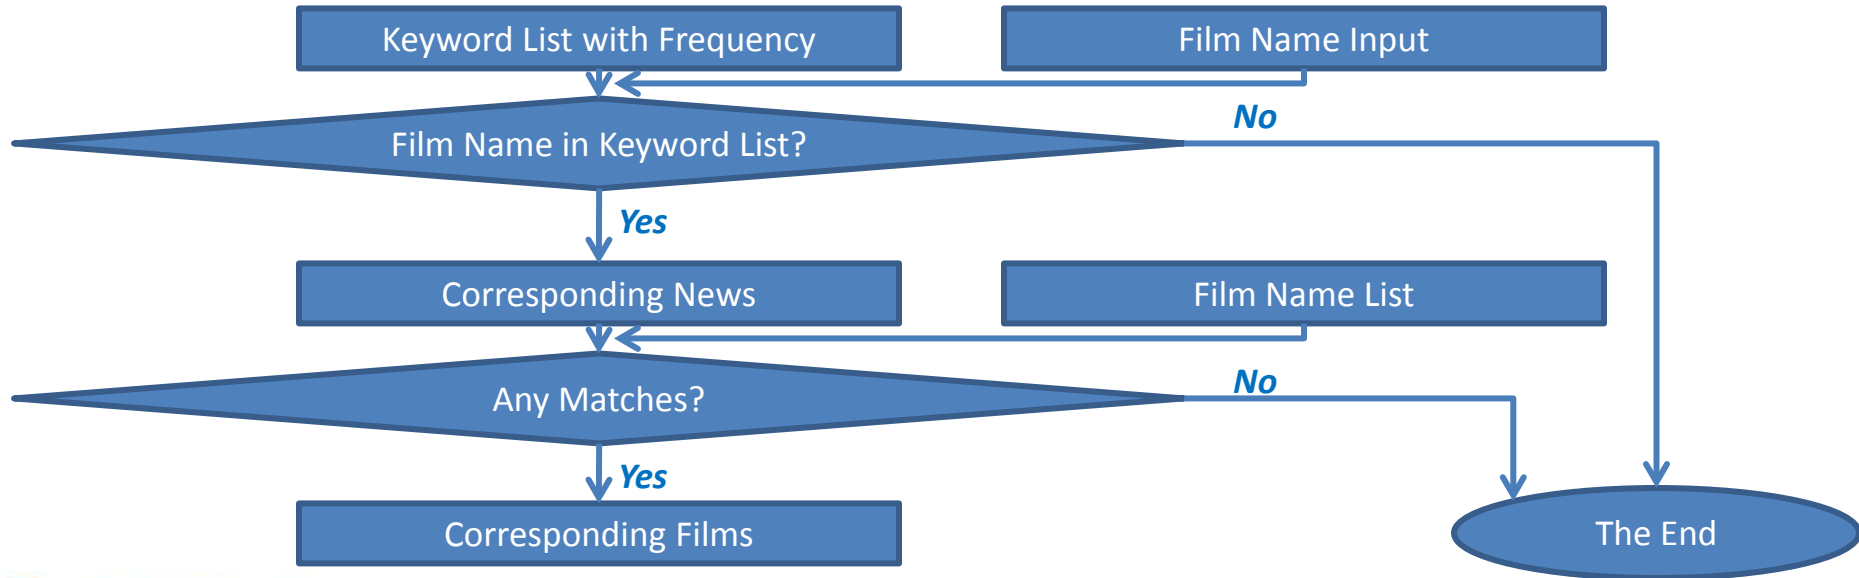 Keyword List with Frequency
Film Name Input
Film Name in Keyword List?
No
Yes
Corresponding News
Film Name List
Any Matches?
No
Yes
Corresponding Films
The End